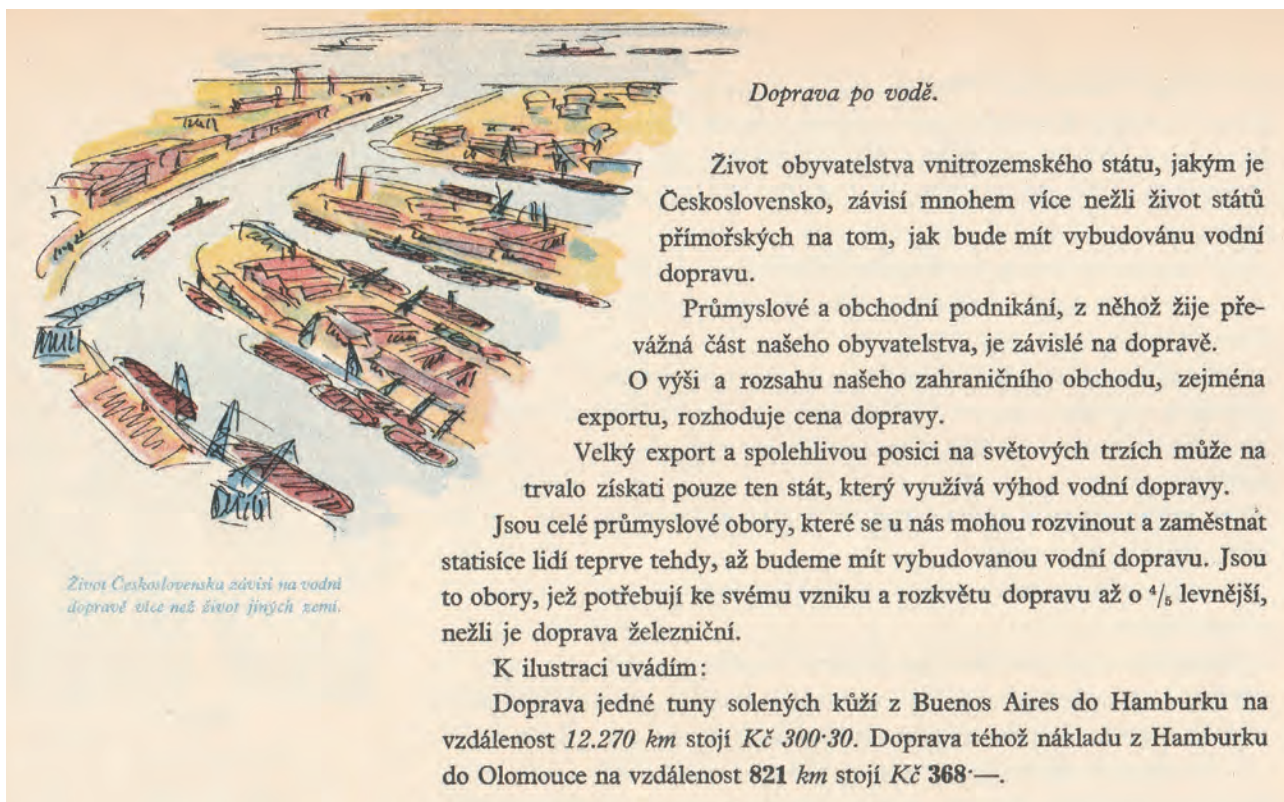 Doprava po vodě.
Život obyvatelstva vnitrozemského státu, jakým je
Československo, závisí mnohem více nežli život států
přímořských na tom, jak bude mít vybudovánu vodní
dopravu.
Průmyslové a obchodní podnikání, z něhož žije pře-
vážná část našeho obyvatelstva, je závislé na dopravě.
O výši a rozsahu našeho zahraničního obchodu, zejména
exportu, rozhoduje cena dopravy.
Velký export a spolehlivou posici na světových trzích může na
trvalo získati pouze ten stát, který využívá výhod vodní dopravy.
Jsou celé průmyslové obory, které se u nás mohou rozvinout a zaměstnat
statisíce lidí teprve tehdy, až budeme mít vybudovanou vodní dopravu. Jsou
to obory, jež potřebují ke svému vzniku a rozkvětu dopravu až o ⁴/₅ levnější,
nežli je doprava železniční.
K ilustraci uvádím:
Doprava jedné tuny solených kůží z Buenos Aires do Hamburku na
vzdálenost 12.270 km stojí Kč 300·30. Doprava téhož nákladu z Hamburku
do Olomouce na vzdálenost 821 km stojí Kč 368·—.
Život Československa závisí na vodní
dopravě více než život jiných zemí.